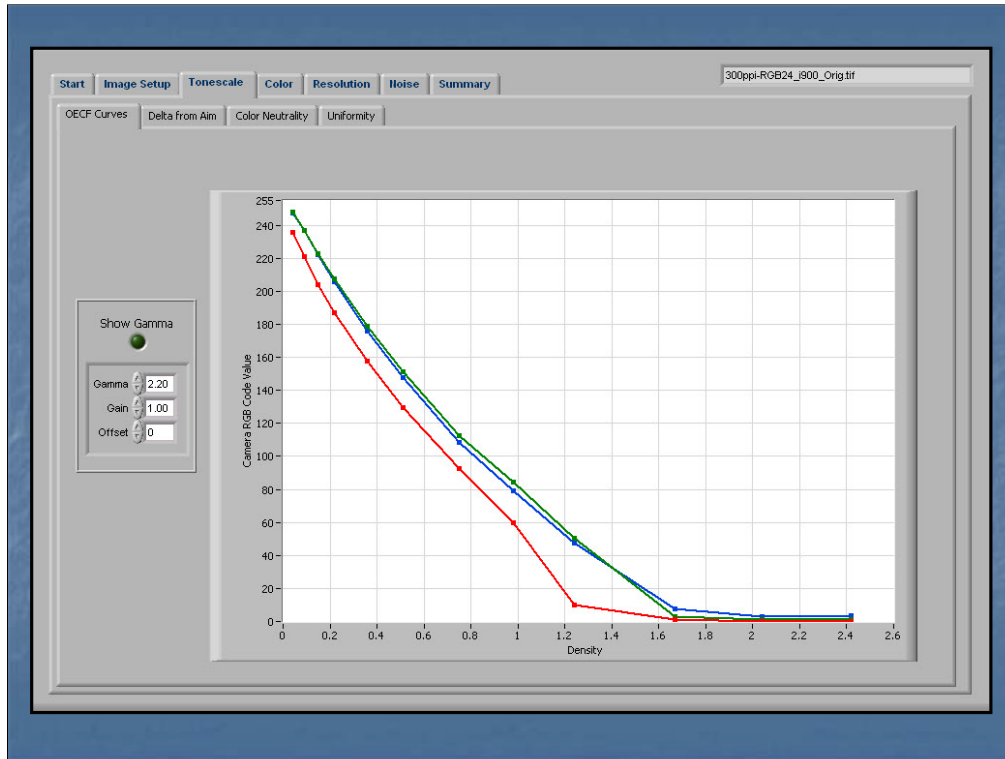 Start Image Setup Tonescale Color Resolution Noise Summary
300ppi-RGB24_i900_Orig.tif
OECF Curves Delta from Aim Color Neutrality Uniformity
Show Gamma
Gamma 2.20
Gain 1.00
Offset 0
Camera RGB Code Value
255
240
220
200
180
160
140
120
100
80
60
40
20
0
0 0.2 0.4 0.6 0.8 1 1.2 1.4 1.6 1.8 2 2.2 2.4 2.6
Density